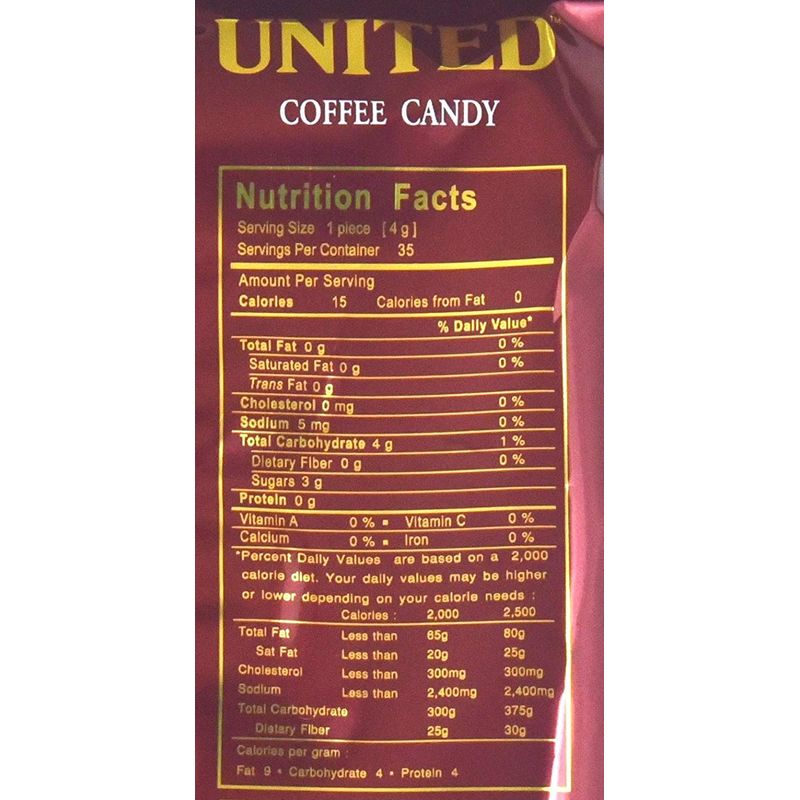 UNITED™
COFFEE CANDY
Nutrition Facts
Serving Size 1 piece [4g]
Servings Per Container 35
Amount Per Serving
Calories 15 Calories from Fat 0
% Daily Value*
Total Fat 0 g 0 %
Saturated Fat 0 g 0 %
Trans Fat 0 g
Cholesterol 0 mg 0 %
Sodium 5 mg 0 %
Total Carbohydrate 4 g 1 %
Dietary Fiber 0 g 0 %
Sugars 3 g
Protein 0 g
Vitamin A 0 % ▪ Vitamin C 0 %
Calcium 0 % ▪ Iron 0 %
*Percent Daily Values are based on a 2,000
calorie diet. Your daily values may be higher
or lower depending on your calorie needs :
Calories : 2,000 2,500
Total Fat Less than 65g 80g
Sat Fat Less than 20g 25g
Cholesterol Less than 300mg 300mg
Sodium Less than 2,400mg 2,400mg
Total Carbohydrate 300g 375g
Dietary Fiber 25g 30g
Calories per gram :
Fat 9 • Carbohydrate 4 • Protein 4